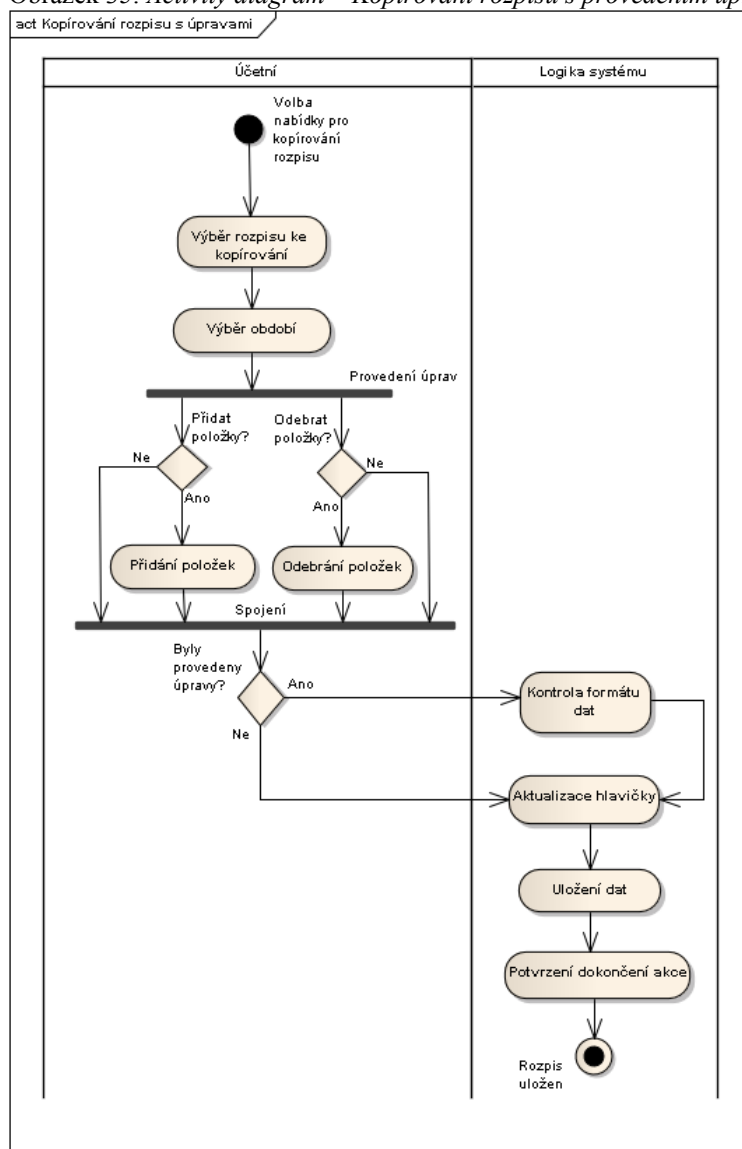 act Kopírování rozpisu s úpravami
Účetní
Logika systému
Volba
nabídky pro
kopírování
rozpisu
Výběr rozpisu ke
kopírování
Výběr období
Provedení úprav
Přidat
položky?
Odebrat
položky?
Ne
Ne
Ano
Ano
Přidání položek
Odebrání položek
Spojení
Byly
provedeny
úpravy?
Ano
Ne
Kontrola formátu
dat
Aktualizace hlavičky
Uložení dat
Potvrzení dokončení akce
Rozpis
uložen